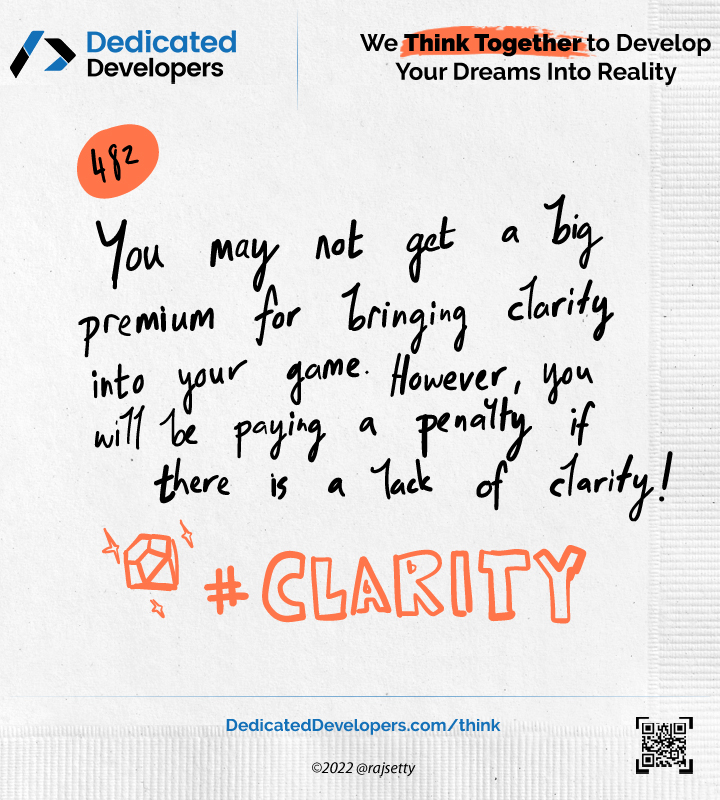 Dedicated
Developers
We Think Together to Develop
Your Dreams Into Reality
482
You may not get a big
premium for bringing clarity
into your game. However, you
will be paying a penalty if
there is a lack of clarity!
#CLARITY
DedicatedDevelopers.com/think
©2022 @rajsetty